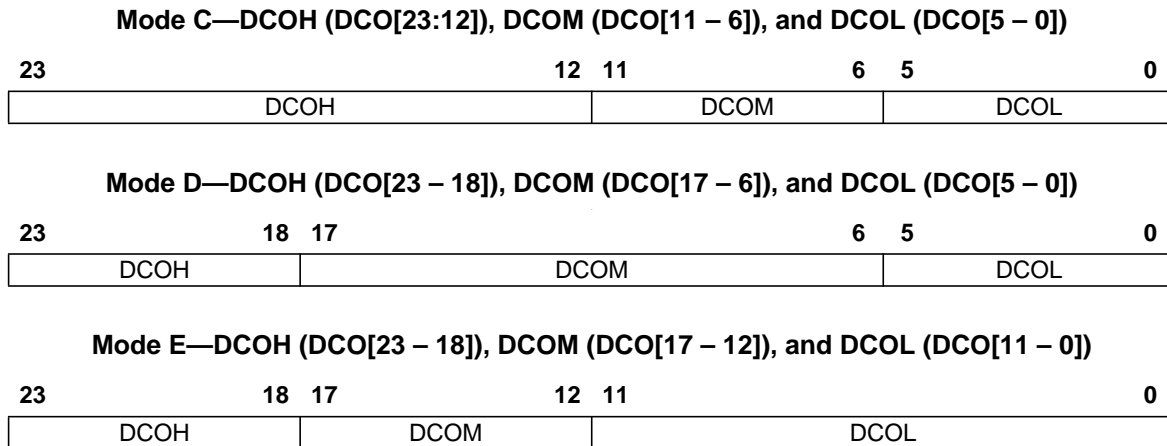 Mode C—DCOH (DCO[23:12]), DCOM (DCO[11 – 6]), and DCOL (DCO[5 – 0])
23 12 11 6 5 0
DCOH DCOM DCOL
Mode D—DCOH (DCO[23 – 18]), DCOM (DCO[17 – 6]), and DCOL (DCO[5 – 0])
23 18 17 6 5 0
DCOH DCOM DCOL
Mode E—DCOH (DCO[23 – 18]), DCOM (DCO[17 – 12]), and DCOL (DCO[11 – 0])
23 18 17 12 11 0
DCOH DCOM DCOL